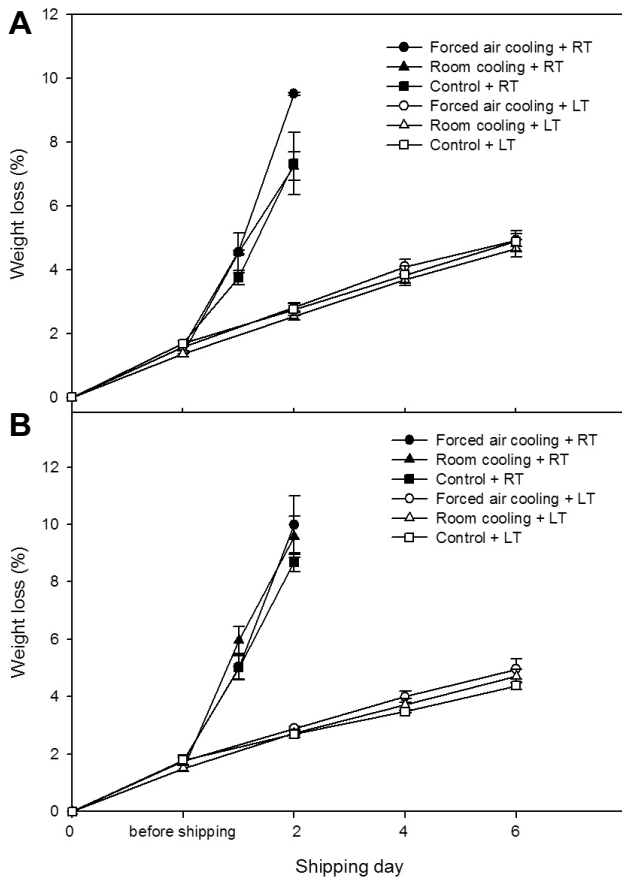 A
12
10
8
6
4
2
0
Weight loss (%)
Forced air cooling + RT
Room cooling + RT
Control + RT
Forced air cooling + LT
Room cooling + LT
Control + LT
B
12
10
8
6
4
2
0
Weight loss (%)
Forced air cooling + RT
Room cooling + RT
Control + RT
Forced air cooling + LT
Room cooling + LT
Control + LT
0 before shipping 2 4 6
Shipping day